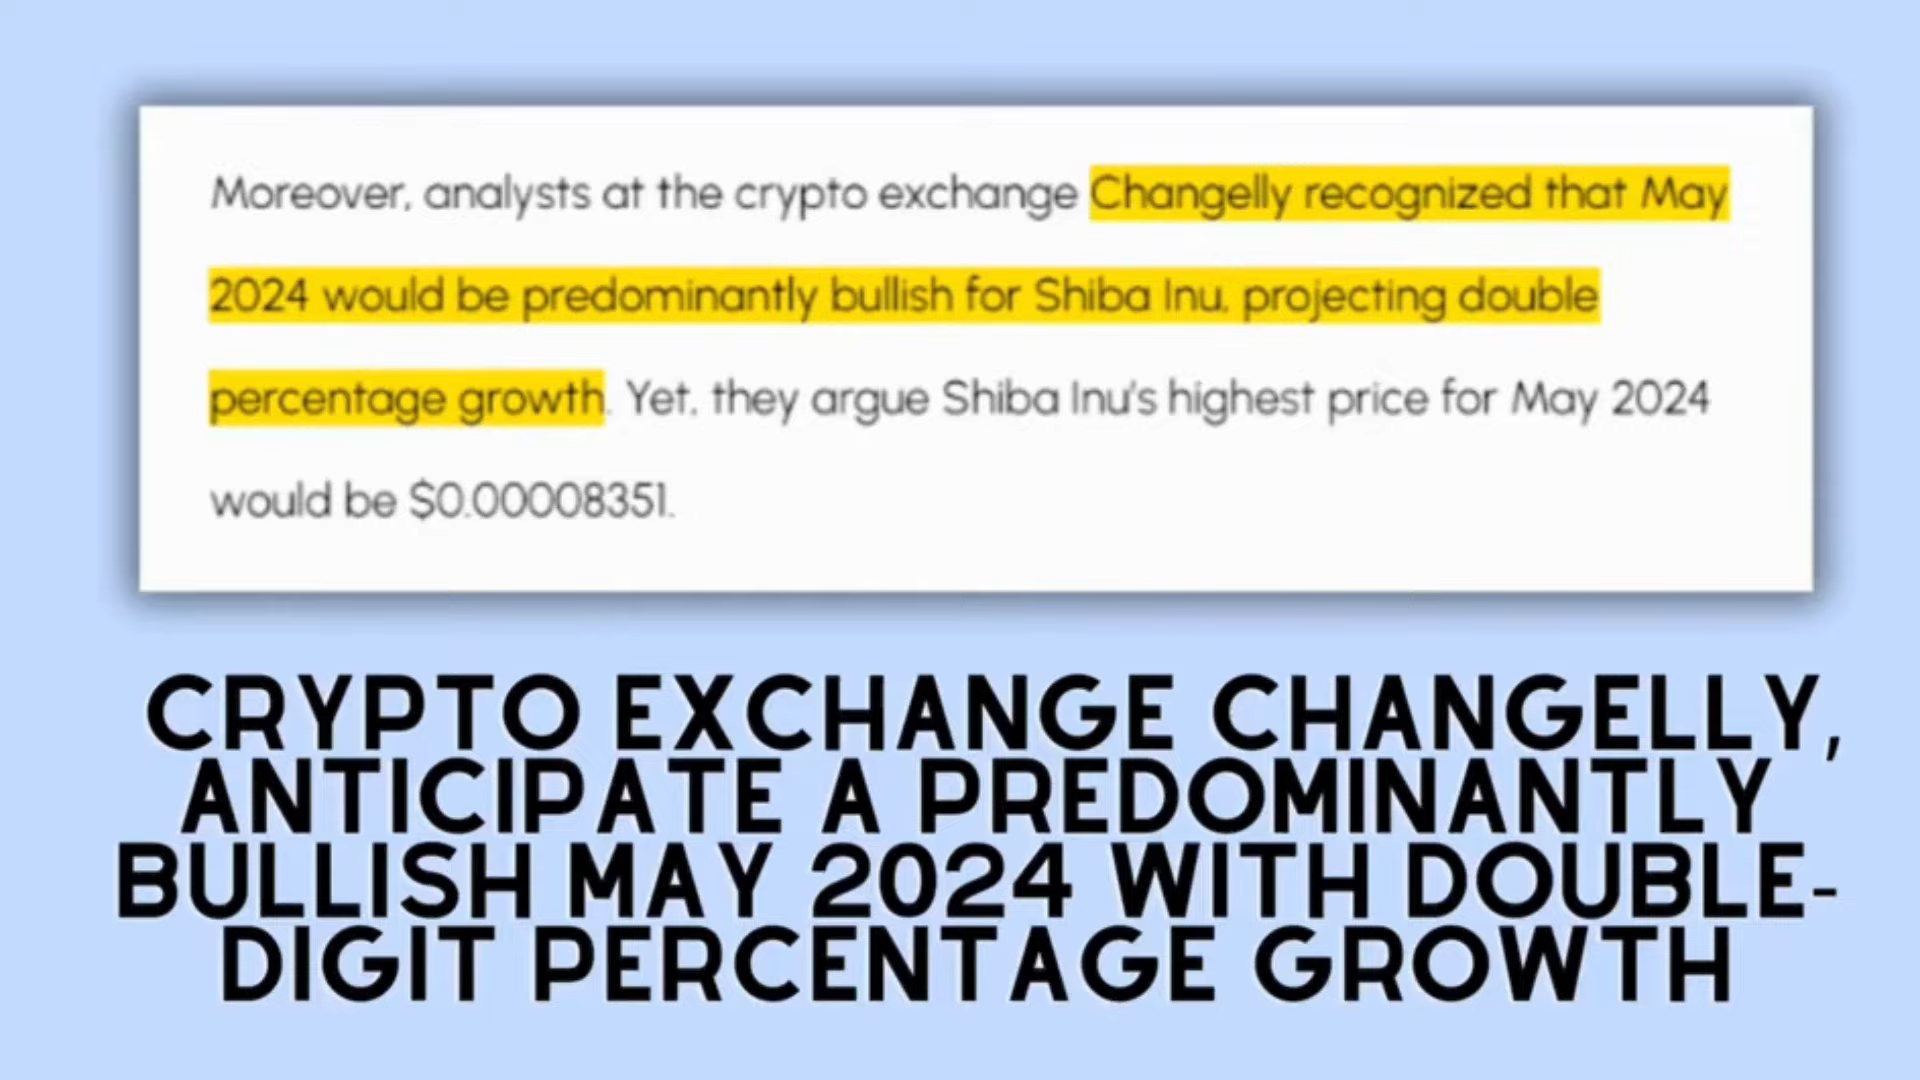 Moreover, analysts at the crypto exchange Changelly recognized that May
2024 would be predominantly bullish for Shiba Inu, projecting double
percentage growth. Yet, they argue Shiba Inu's highest price for May 2024
would be $0.00008351.
CRYPTO EXCHANGE CHANGELLY,
ANTICIPATE A PREDOMINANTLY
BULLISH MAY 2024 WITH DOUBLE-
DIGIT PERCENTAGE GROWTH